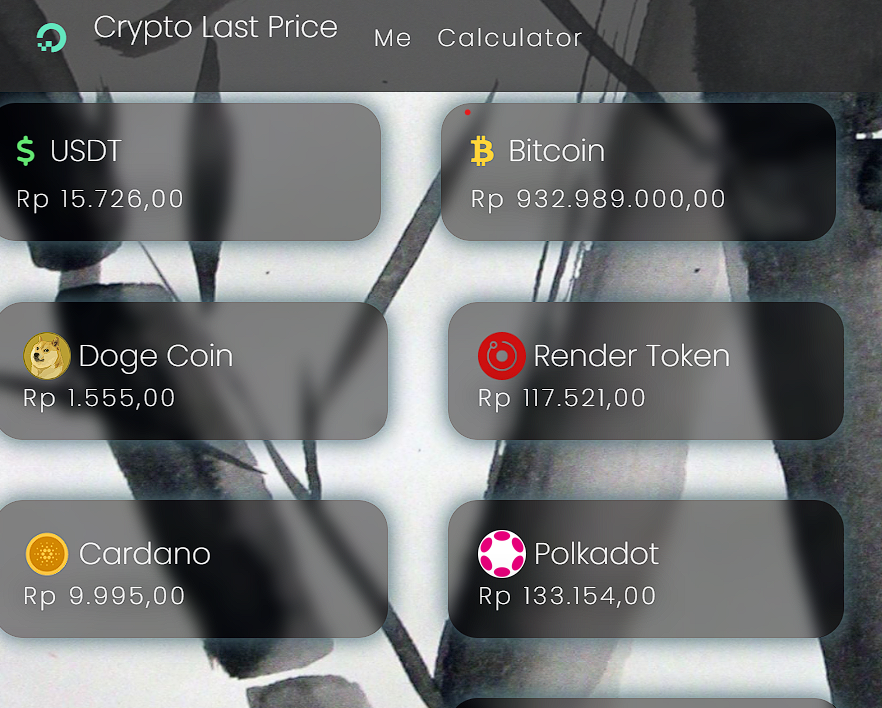 Crypto Last Price
Me
Calculator
USDT
Rp 15.726,00
Bitcoin
Rp 932.989.000,00
Doge Coin
Rp 1.555,00
Render Token
Rp 117.521,00
Cardano
Rp 9.995,00
Polkadot
Rp 133.154,00